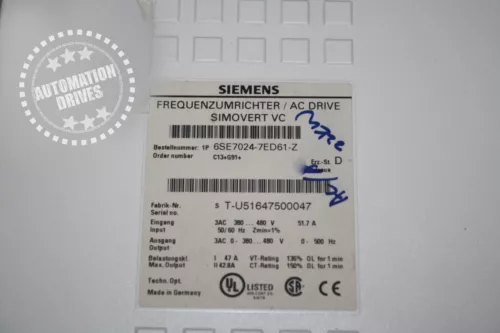 AUTOMATION
DRIVES
SIEMENS
FREQUENZUMRICHTER / AC DRIVE
SIMOVERT VC
Bestellnummer: 1P 6SE7024-7ED61-Z
Order number C13+G91+
Erz.-St. D
Fabrik-Nr. S T-U51647500047
Serial no.
Eingang 3AC 380... 480 V 51.7 A
Input 50/60 Hz Zmin=1%
Ausgang 3AC 0- 380... 480 V 0 - 500 Hz
Output
Belastungskl. I 47 A VT-Rating 136% OL for 1 min
Max. Output II 42.8A CT-Rating 150% OL for 1 min
Techn. Opt.
Made in Germany
UL LISTED SA CE